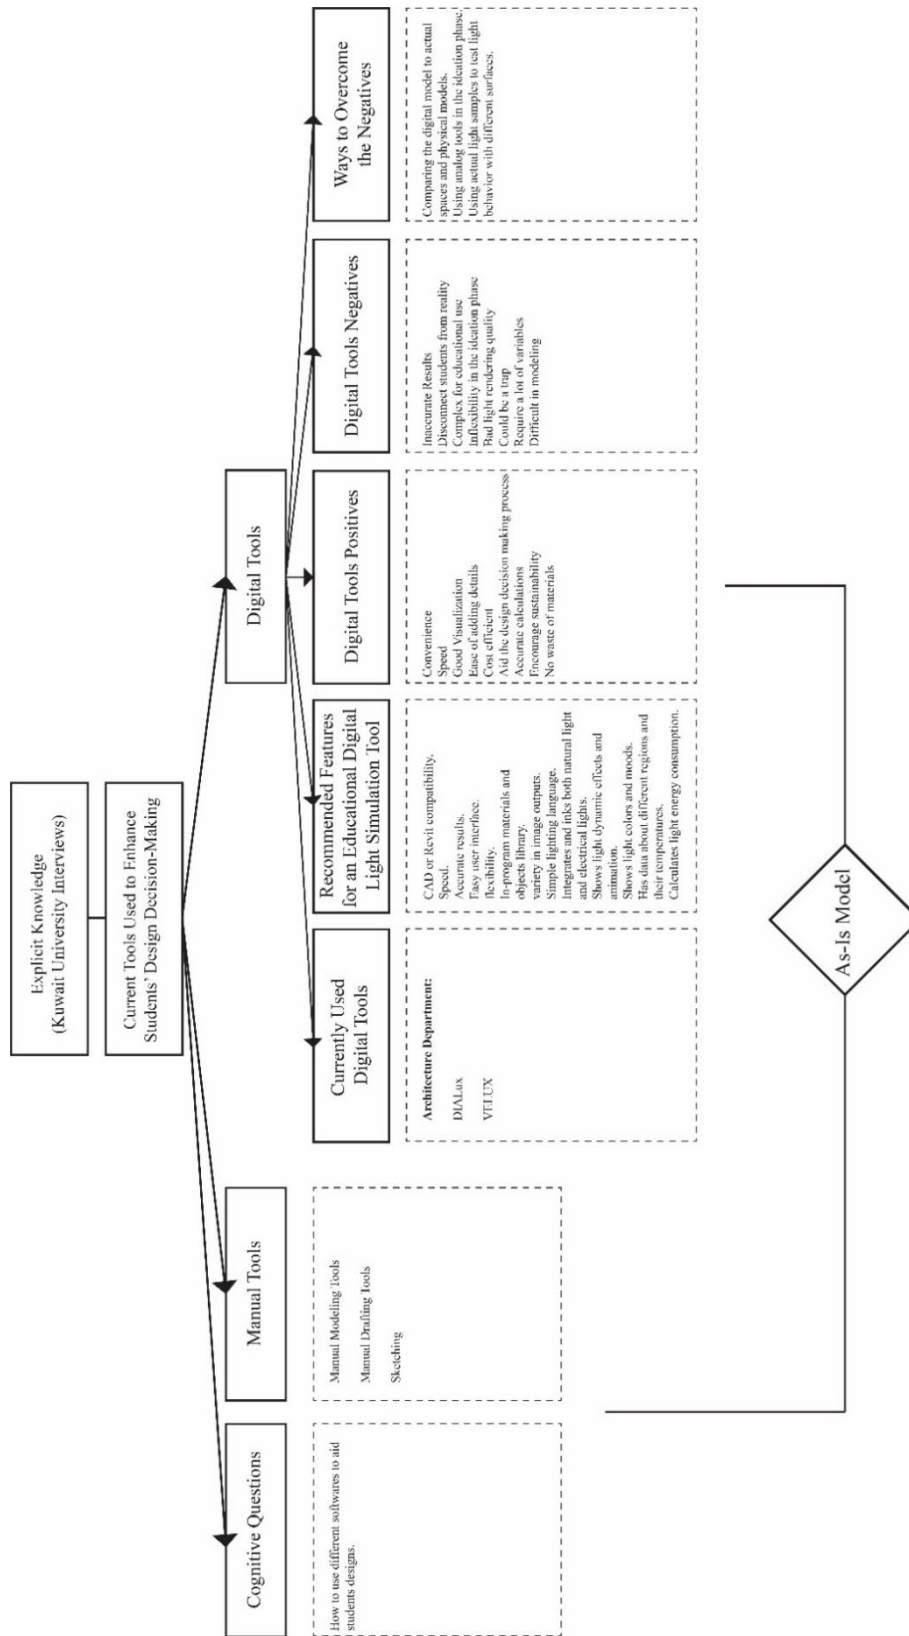 Explicit Knowledge
(Kuwait University Interviews)
Current Tools Used to Enhance
Students' Design Decision-Making
Cognitive Questions
How to use different softwares to aid
students designs.
Manual Tools
Manual Modeling Tools
Manual Drafting Tools
Sketching
Digital Tools
Currently Used
Digital Tools
Architecture Department:
DIALux
VELUX
Recommended Features
for an Educational Digital
Light Simulation Tool
CAD or Revit compatibility.
Speed.
Accurate results.
Easy user interface.
flexibility.
In-program materials and
objects library.
variety in image outputs.
Simple lighting language.
Integrates and inks both natural light
and electrical lights.
Shows light dynamic effects and
animation.
Shows light colors and moods.
Has data about different regions and
their temperatures.
Calculates light energy consumption.
Digital Tools Positives
Convenience
Speed
Good Visualization
Ease of adding details
Cost efficient
Aid the design decision making process
Accurate calculations
Encourage sustainability
No waste of materials
Digital Tools Negatives
Inaccurate Results
Disconnect students from reality
Complex for educational use
Inflexibility in the ideation phase
Bad light rendering quality
Could be a trap
Require a lot of variables
Difficult in modeling
Ways to Overcome
the Negatives
Comparing the digital model to actual
spaces and physical models.
Using analog tools in the ideation phase.
Using actual light samples to test light
behavior with different surfaces.
As-Is Model